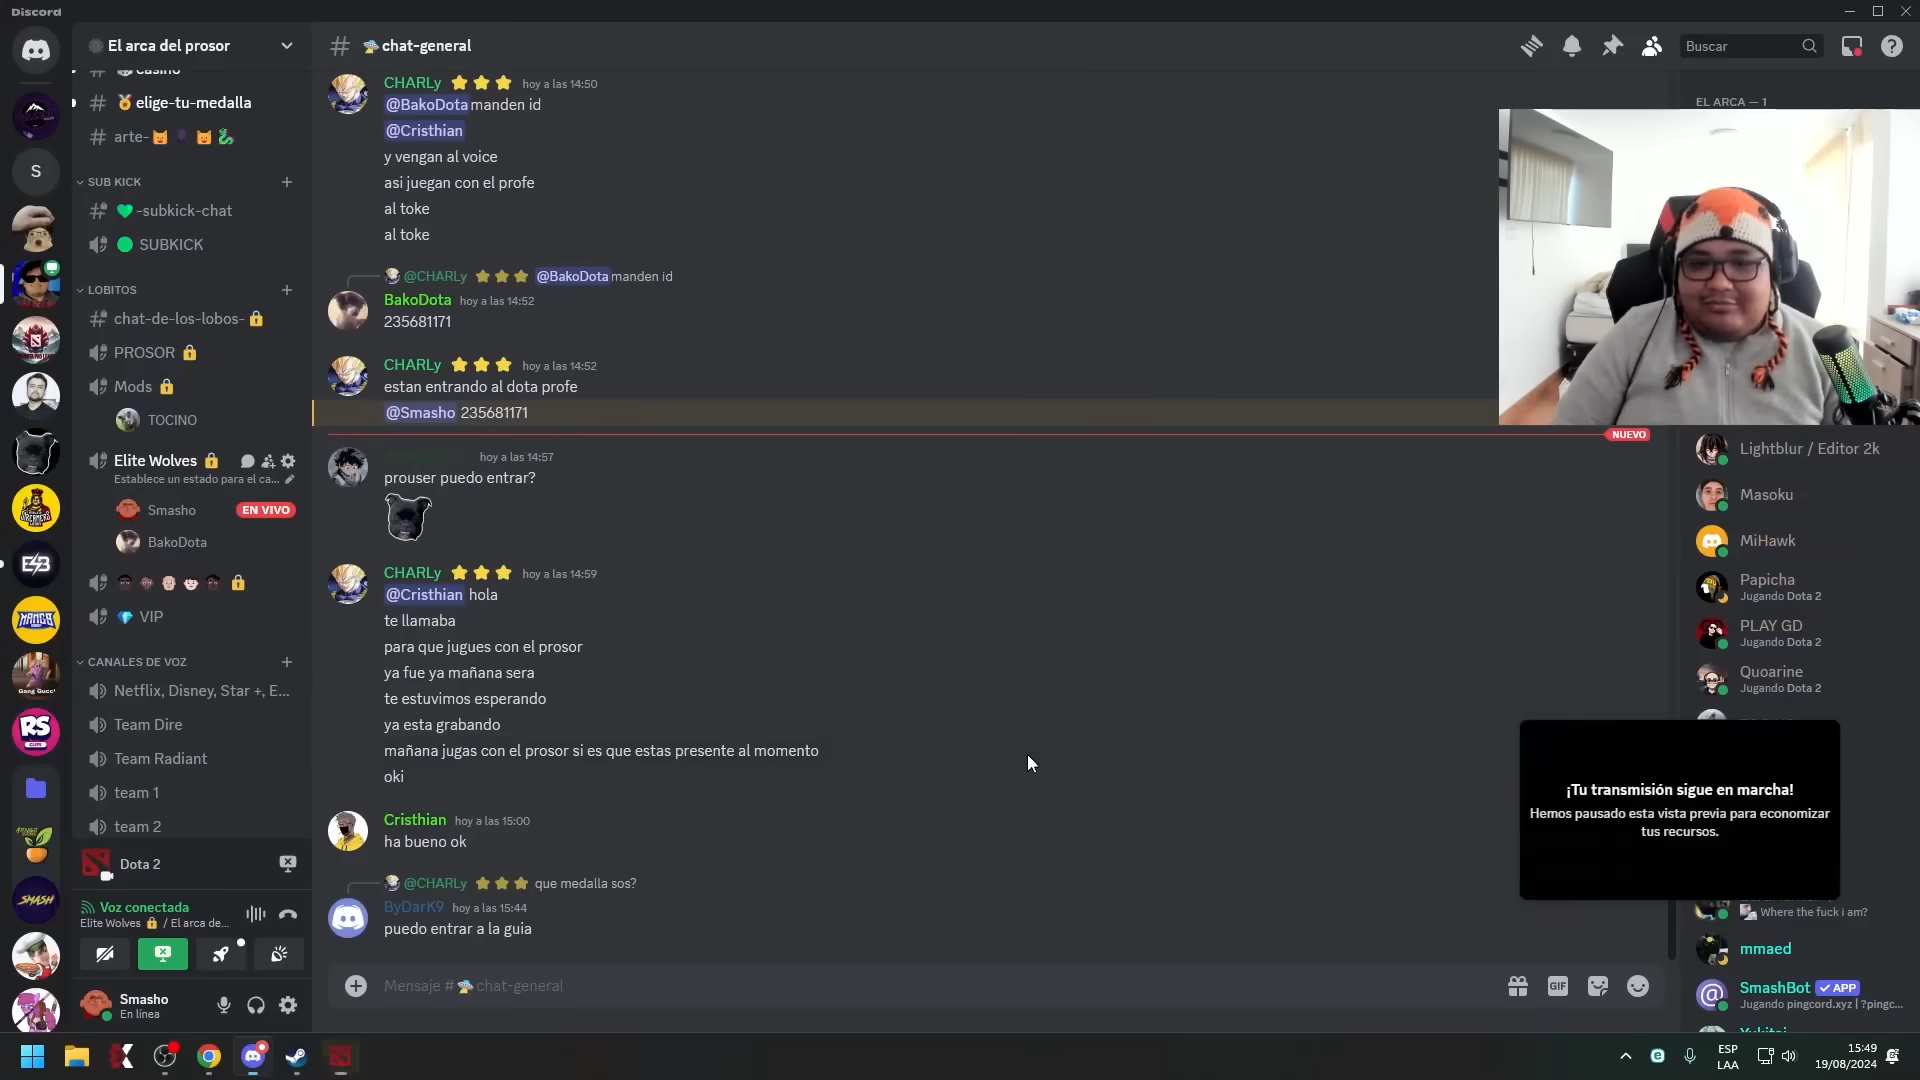 Discord
El arca del prosor
chat-general
Buscar
casino
elige-tu-medalla
arte-
SUB KICK
-subkick-chat
SUBKICK
LOBITOS
chat-de-los-lobos-
PROSOR
Mods
TOCINO
Elite Wolves
Establece un estado para el ca...
Smasho
EN VIVO
BakoDota
VIP
CANALES DE VOZ
Netflix, Disney, Star +, E...
Team Dire
Team Radiant
team 1
team 2
Dota 2
Voz conectada
Elite Wolves / El arca de...
Smasho
En línea
S
MANGO
Gang Gucci
RS
SMASH
CHARLy hoy a las 14:50
@BakoDota manden id
@Cristhian
y vengan al voice
asi juegan con el profe
al toke
al toke
@CHARLy @BakoDota manden id
BakoDota hoy a las 14:52
235681171
CHARLy hoy a las 14:52
estan entrando al dota profe
@Smasho 235681171
NUEVO
hoy a las 14:57
prouser puedo entrar?
CHARLy hoy a las 14:59
@Cristhian hola
te llamaba
para que jugues con el prosor
ya fue ya mañana sera
te estuvimos esperando
ya esta grabando
mañana jugas con el prosor si es que estas presente al momento
oki
Cristhian hoy a las 15:00
ha bueno ok
@CHARLy que medalla sos?
ByDarK9 hoy a las 15:44
puedo entrar a la guia
Mensaje # chat-general
GIF
EL ARCA — 1
Lightblur / Editor 2k
Masoku
MiHawk
Papicha
Jugando Dota 2
PLAY GD
Jugando Dota 2
Quoarine
Jugando Dota 2
¡Tu transmisión sigue en marcha!
Hemos pausado esta vista previa para economizar
tus recursos.
Where the fuck i am?
mmaed
SmashBot APP
Jugando pingcord.xyz | ?pingc...
ESP
LAA
15:49
19/08/2024